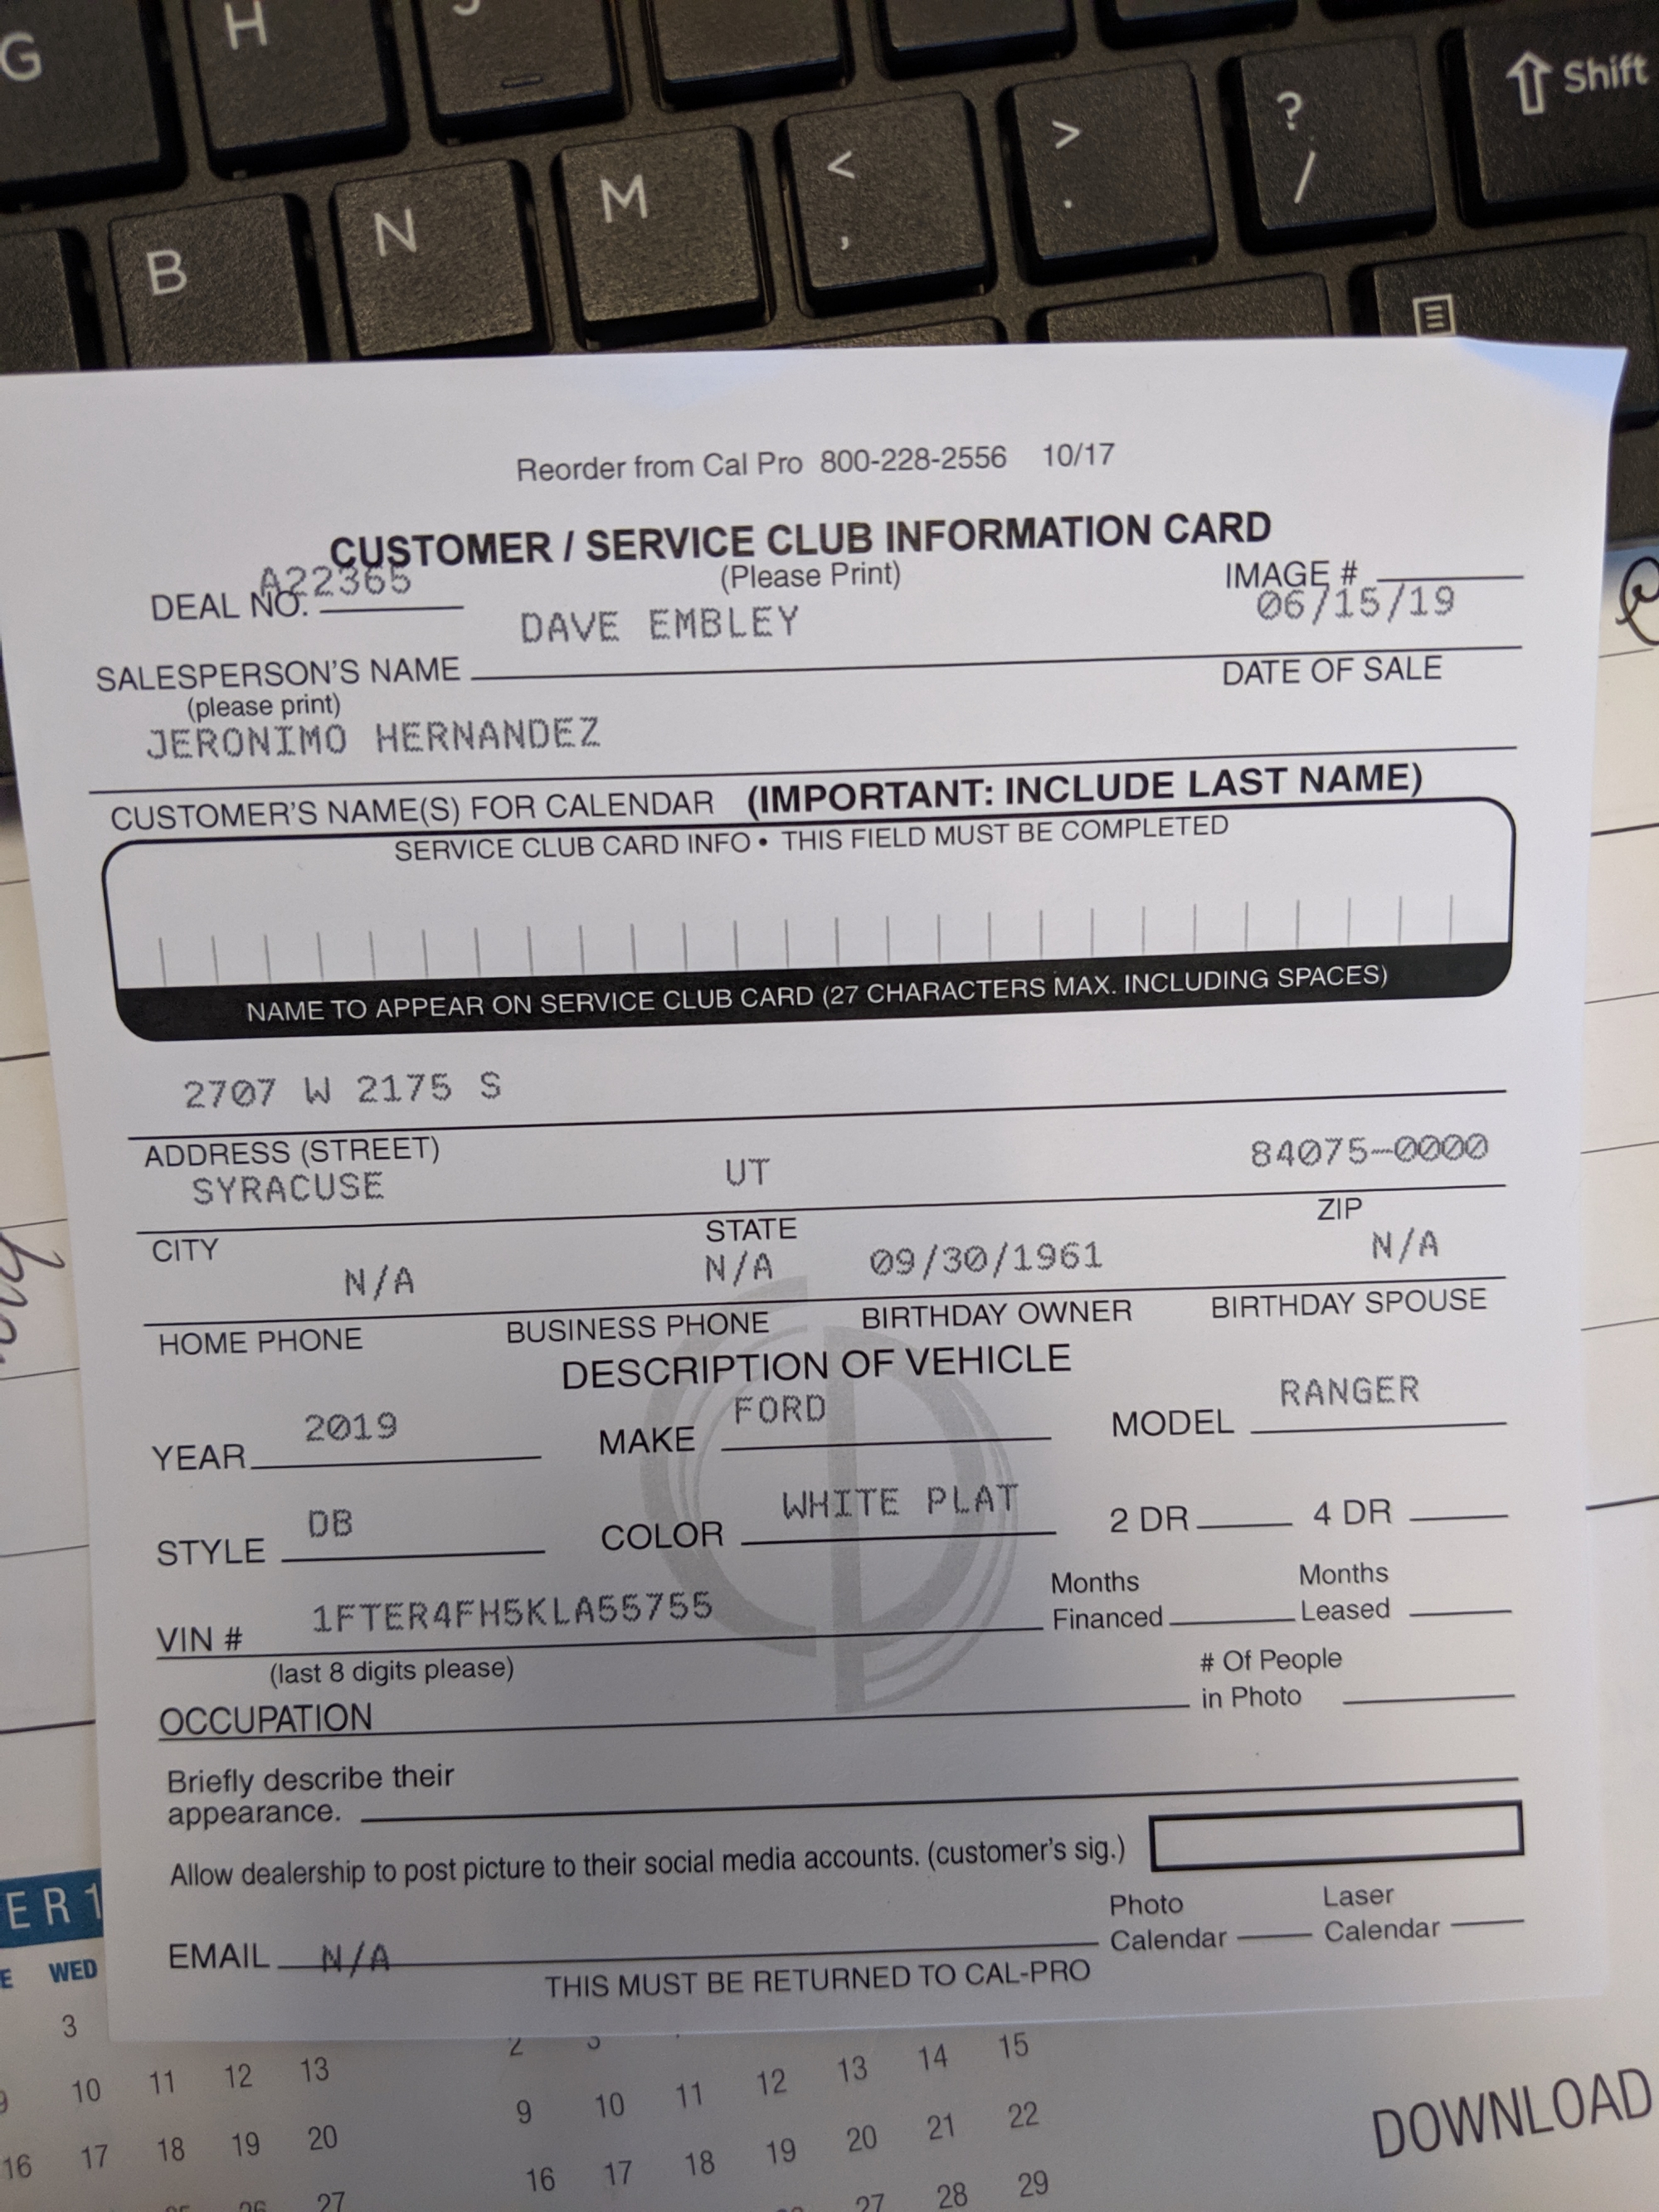 G H J
B N M < , > . ? / Shift
Reorder from Cal Pro 800-228-2556 10/17
CUSTOMER / SERVICE CLUB INFORMATION CARD
(Please Print)
DEAL NO. A22365
IMAGE #
SALESPERSON'S NAME DAVE EMBLEY
(please print)
06/15/19
DATE OF SALE
JERONIMO HERNANDEZ
CUSTOMER'S NAME(S) FOR CALENDAR (IMPORTANT: INCLUDE LAST NAME)
SERVICE CLUB CARD INFO • THIS FIELD MUST BE COMPLETED
NAME TO APPEAR ON SERVICE CLUB CARD (27 CHARACTERS MAX. INCLUDING SPACES)
2707 W 2175 S
ADDRESS (STREET)
SYRACUSE UT 84075-0000
CITY STATE ZIP
N/A N/A 09/30/1961 N/A
HOME PHONE BUSINESS PHONE BIRTHDAY OWNER BIRTHDAY SPOUSE
DESCRIPTION OF VEHICLE
YEAR 2019 MAKE FORD MODEL RANGER
STYLE DB COLOR WHITE PLAT 2 DR 4 DR
VIN # 1FTER4FH5KLA55755 Months Financed Months Leased
(last 8 digits please)
OCCUPATION # Of People in Photo
Briefly describe their
appearance.
Allow dealership to post picture to their social media accounts. (customer's sig.)
EMAIL N/A Photo Calendar Laser Calendar
THIS MUST BE RETURNED TO CAL-PRO
ER 1
E WED
3
10 11 12 13
16 17 18 19 20
26 27
9 10 11 12 13 14 15
16 17 18 19 20 21 22
27 28 29
DOWNLOAD